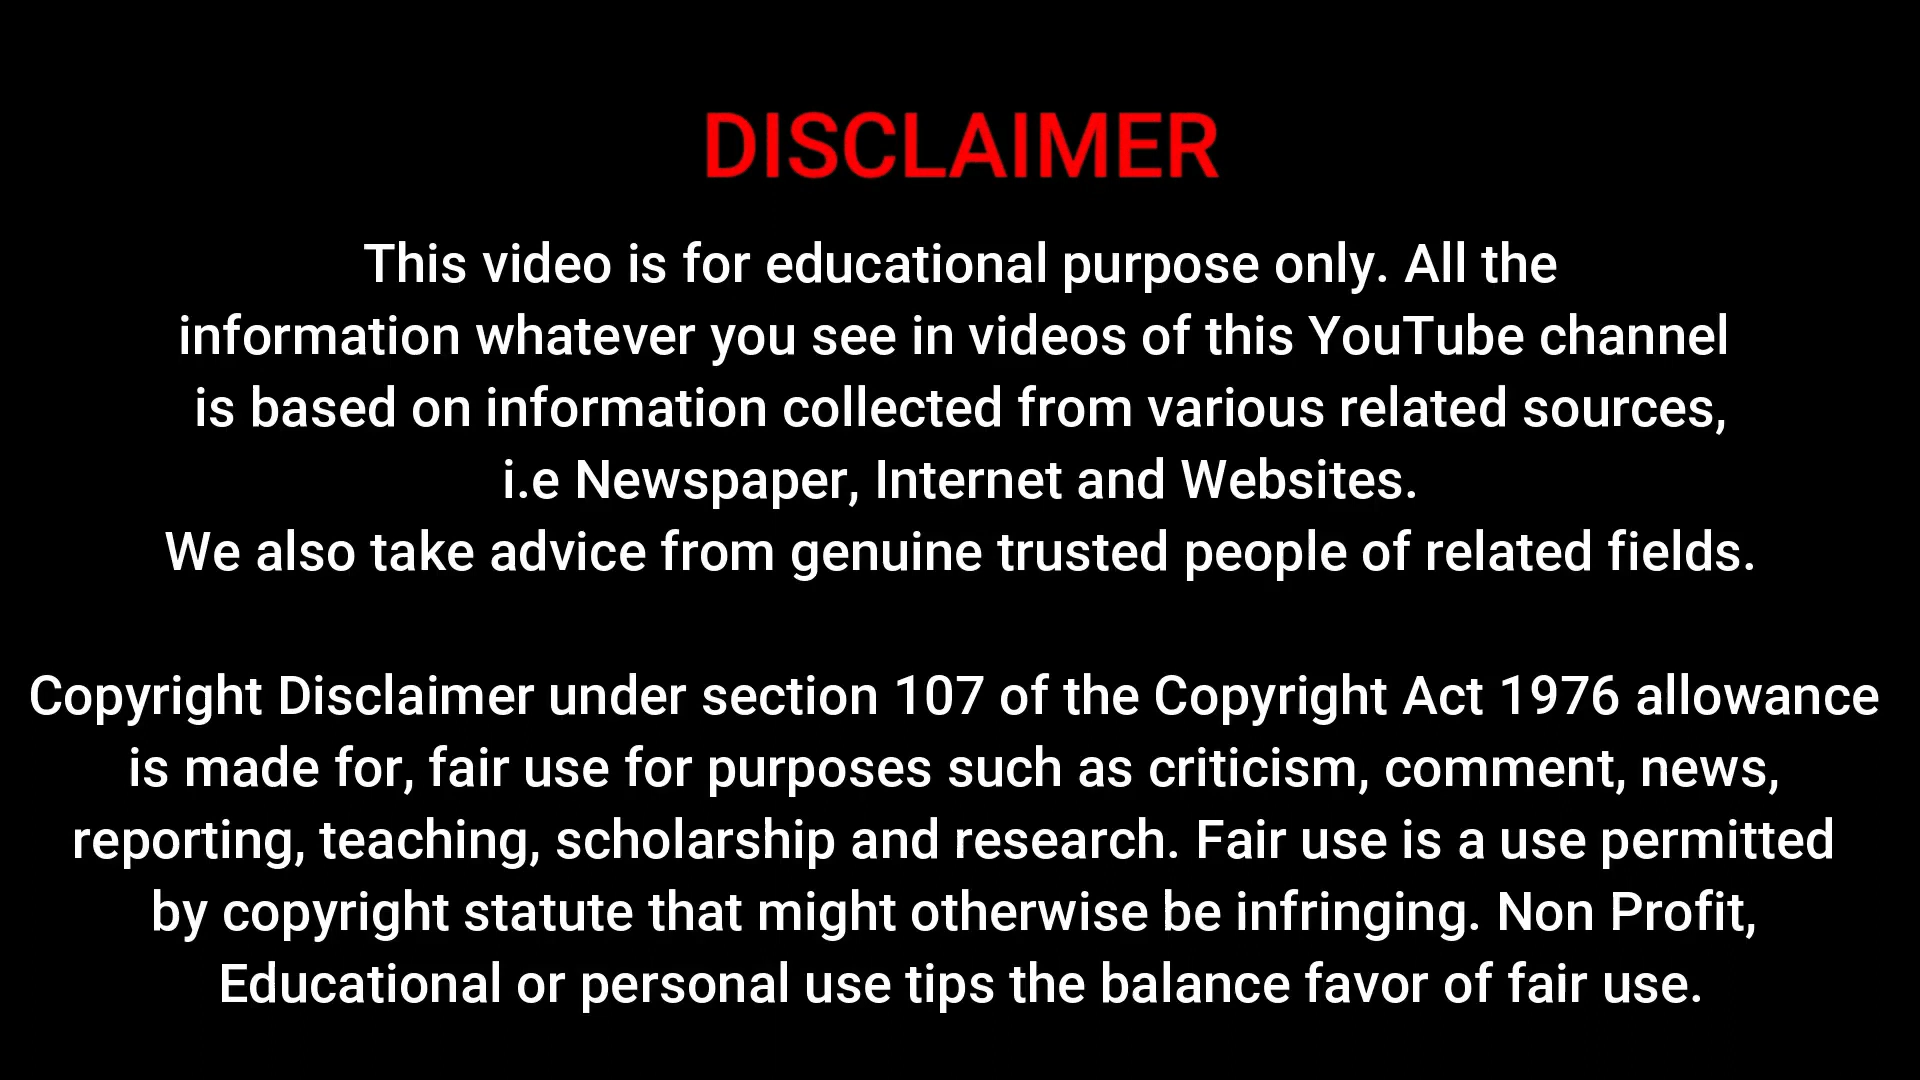 DISCLAIMER
This video is for educational purpose only. All the
information whatever you see in videos of this YouTube channel
is based on information collected from various related sources,
i.e Newspaper, Internet and Websites.
We also take advice from genuine trusted people of related fields.
Copyright Disclaimer under section 107 of the Copyright Act 1976 allowance
is made for, fair use for purposes such as criticism, comment, news,
reporting, teaching, scholarship and research. Fair use is a use permitted
by copyright statute that might otherwise be infringing. Non Profit,
Educational or personal use tips the balance favor of fair use.